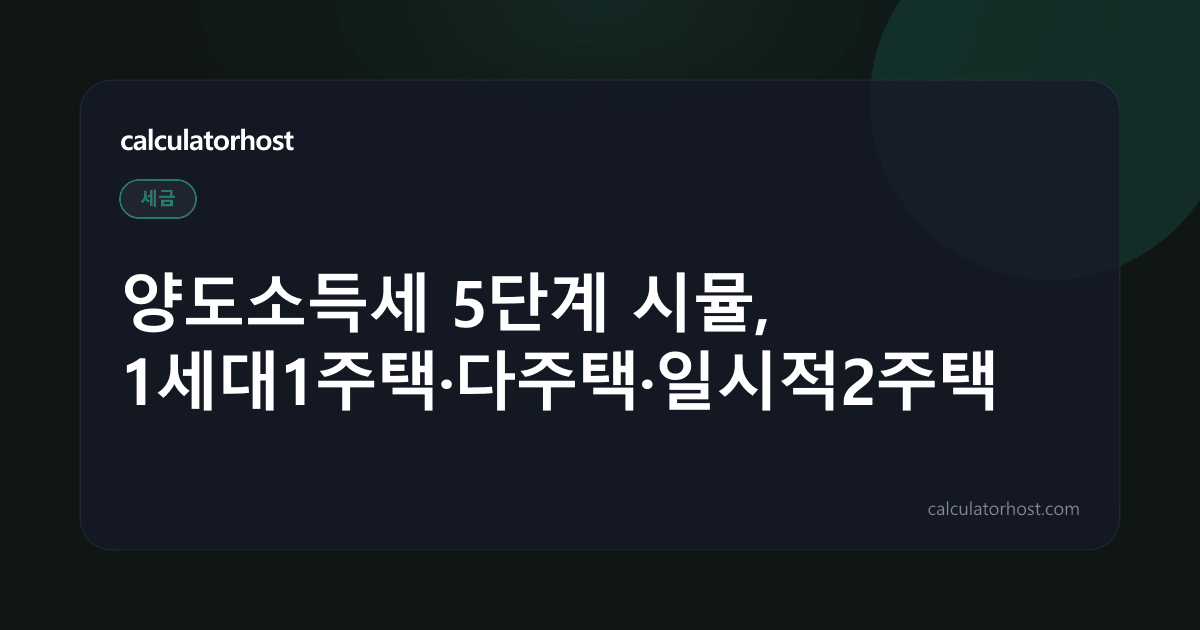 calculatorhost
세금
양도소득세 5단계 시뮬,
1세대1주택·다주택·일시적2주택
calculatorhost.com